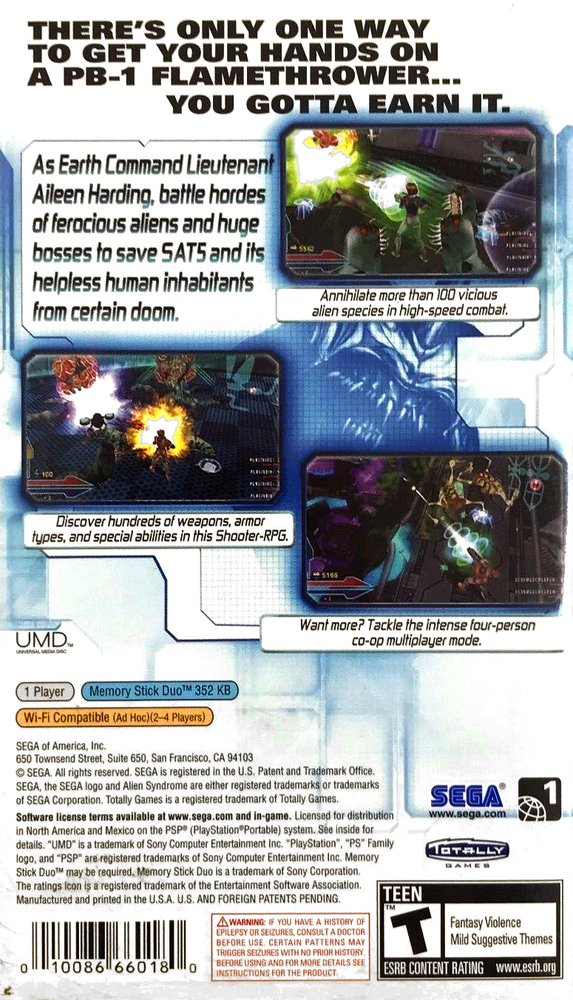 THERE'S ONLY ONE WAY
TO GET YOUR HANDS ON
A PB-1 FLAMETHROWER...
YOU GOTTA EARN IT.
As Earth Command Lieutenant
Aileen Harding, battle hordes
of ferocious aliens and huge
bosses to save SAT5 and its
helpless human inhabitants
from certain doom.
5562
Annihilate more than 100 vicious
alien species in high-speed combat.
100
Discover hundreds of weapons, armor
types, and special abilities in this Shooter-RPG.
5166
Want more? Tackle the intense four-person
co-op multiplayer mode.
UMD™
UNIVERSAL MEDIA DISC
1 Player
Memory Stick Duo™ 352 KB
Wi-Fi Compatible (Ad Hoc)(2-4 Players)
SEGA of America, Inc.
650 Townsend Street, Suite 650, San Francisco, CA 94103
© SEGA. All rights reserved. SEGA is registered in the U.S. Patent and Trademark Office.
SEGA, the SEGA logo and Alien Syndrome are either registered trademarks or trademarks
of SEGA Corporation. Totally Games is a registered trademark of Totally Games.
Software license terms available at www.sega.com and in-game. Licensed for distribution
in North America and Mexico on the PSP® (PlayStation®Portable) system. See inside for
details. "UMD" is a trademark of Sony Computer Entertainment Inc. "PlayStation", "PS" Family
logo, and "PSP" are registered trademarks of Sony Computer Entertainment Inc. Memory
Stick Duo™ may be required. Memory Stick Duo is a trademark of Sony Corporation.
The ratings icon is a registered trademark of the Entertainment Software Association.
Manufactured and printed in the U.S.A. U.S. AND FOREIGN PATENTS PENDING.
SEGA
www.sega.com
1
TOTALLY
GAMES
0 10086 66018 0
WARNING: IF YOU HAVE A HISTORY OF
EPILEPSY OR SEIZURES, CONSULT A DOCTOR
BEFORE USE. CERTAIN PATTERNS MAY
TRIGGER SEIZURES WITH NO PRIOR HISTORY.
BEFORE USING AND FOR MORE DETAILS SEE
INSTRUCTIONS FOR THE PRODUCT.
TEEN
T
™
Fantasy Violence
Mild Suggestive Themes
ESRB CONTENT RATING www.esrb.org